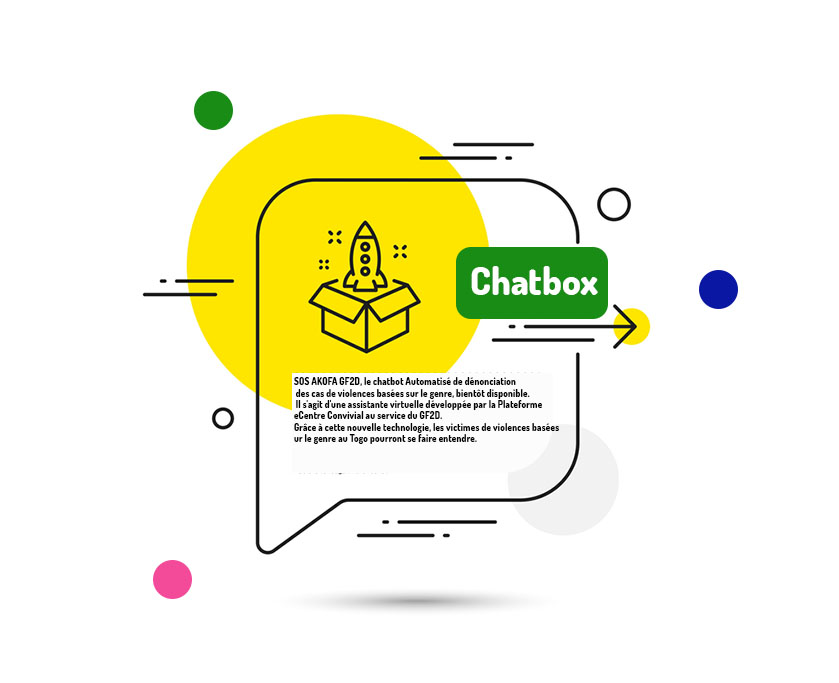 Chatbox
SOS AKOFA GF2D, le chatbot Automatisé de dénonciation
des cas de violences basées sur le genre, bientôt disponible.
Il s'agit d'une assistante virtuelle développée par la Plateforme
eCentre Convivial au service du GF2D.
Grâce à cette nouvelle technologie, les victimes de violences basées
ur le genre au Togo pourront se faire entendre.